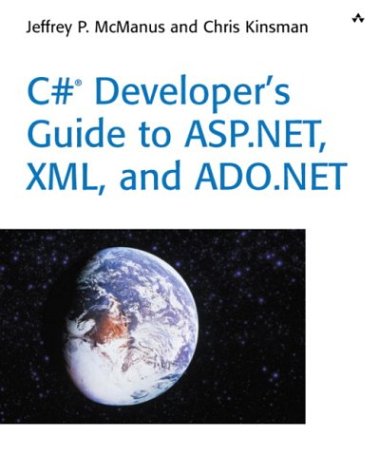 Jeffrey P. McManus and Chris Kinsman
C#® Developer's
Guide to ASP.NET,
XML, and ADO.NET